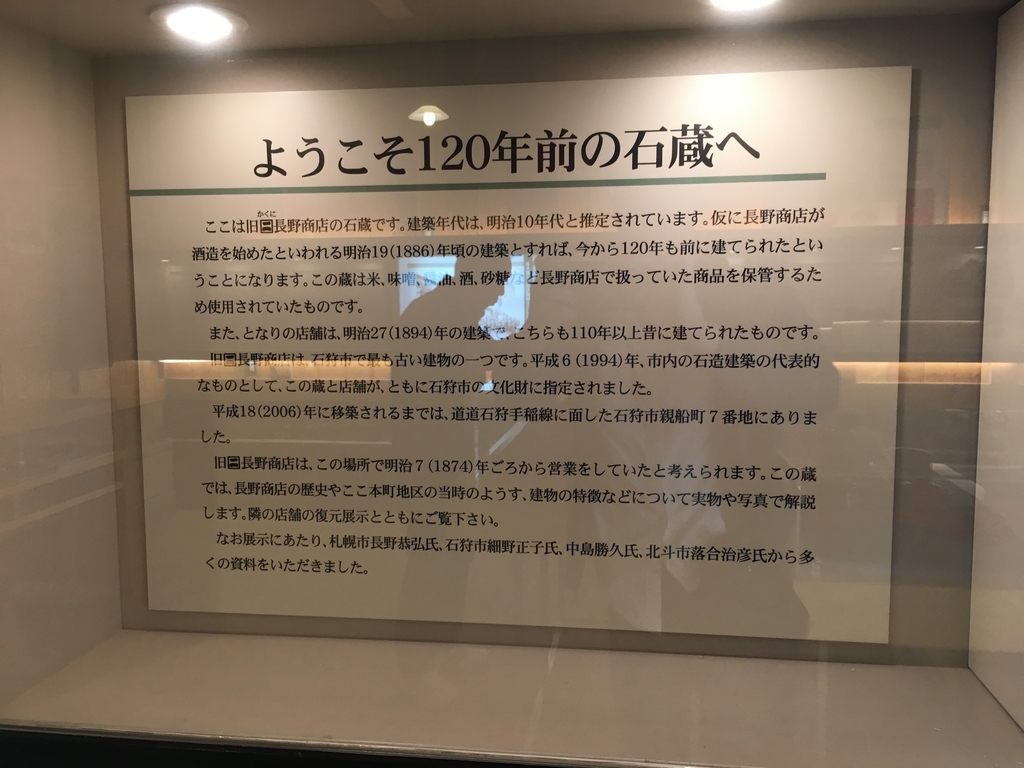 ようこそ120年前の石蔵へ
かくに
ここは旧㊁長野商店の石蔵です。建築年代は、明治10年代と推定されています。仮に長野商店が
酒造を始めたといわれる明治19(1886)年頃の建築とすれば、今から120年も前に建てられたとい
うことになります。この蔵は米、味噌、醤油、酒、砂糖など長野商店で扱っていた商品を保管するた
め使用されていたものです。
また、となりの店舗は、明治27(1894)年の建築で、こちらも110年以上昔に建てられたものです。
旧㊁長野商店は、石狩市で最も古い建物の一つです。平成6(1994)年、市内の石造建築の代表的
なものとして、この蔵と店舗が、ともに石狩市の文化財に指定されました。
平成18(2006)年に移築されるまでは、道道石狩手稲線に面した石狩市親船町7番地にありま
した。
旧㊁長野商店は、この場所で明治7(1874)年ごろから営業をしていたと考えられます。この蔵
では、長野商店の歴史やここ本町地区の当時のようす、建物の特徴などについて実物や写真で解説
します。隣の店舗の復元展示とともにご覧下さい。
なお展示にあたり、札幌市長野恭弘氏、石狩市細野正子氏、中島勝久氏、北斗市落合治彦氏から多
くの資料をいただきました。